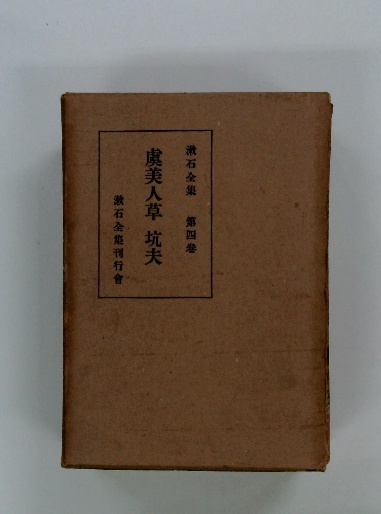 漱石全集 第四卷
虞美人草 坑夫
漱石全集刊行會